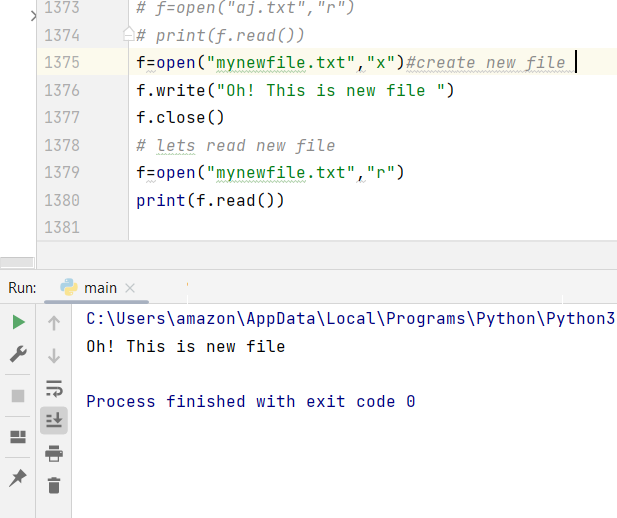 1373 # f=open("aj.txt","r")
1374 # print(f.read())
1375 f=open("mynewfile.txt","x")#create new file
1376 f.write("Oh! This is new file ")
1377 f.close()
1378 # lets read new file
1379 f=open("mynewfile.txt","r")
1380 print(f.read())
1381
Run: main
C:\Users\amazon\AppData\Local\Programs\Python\Python3
Oh! This is new file
Process finished with exit code 0